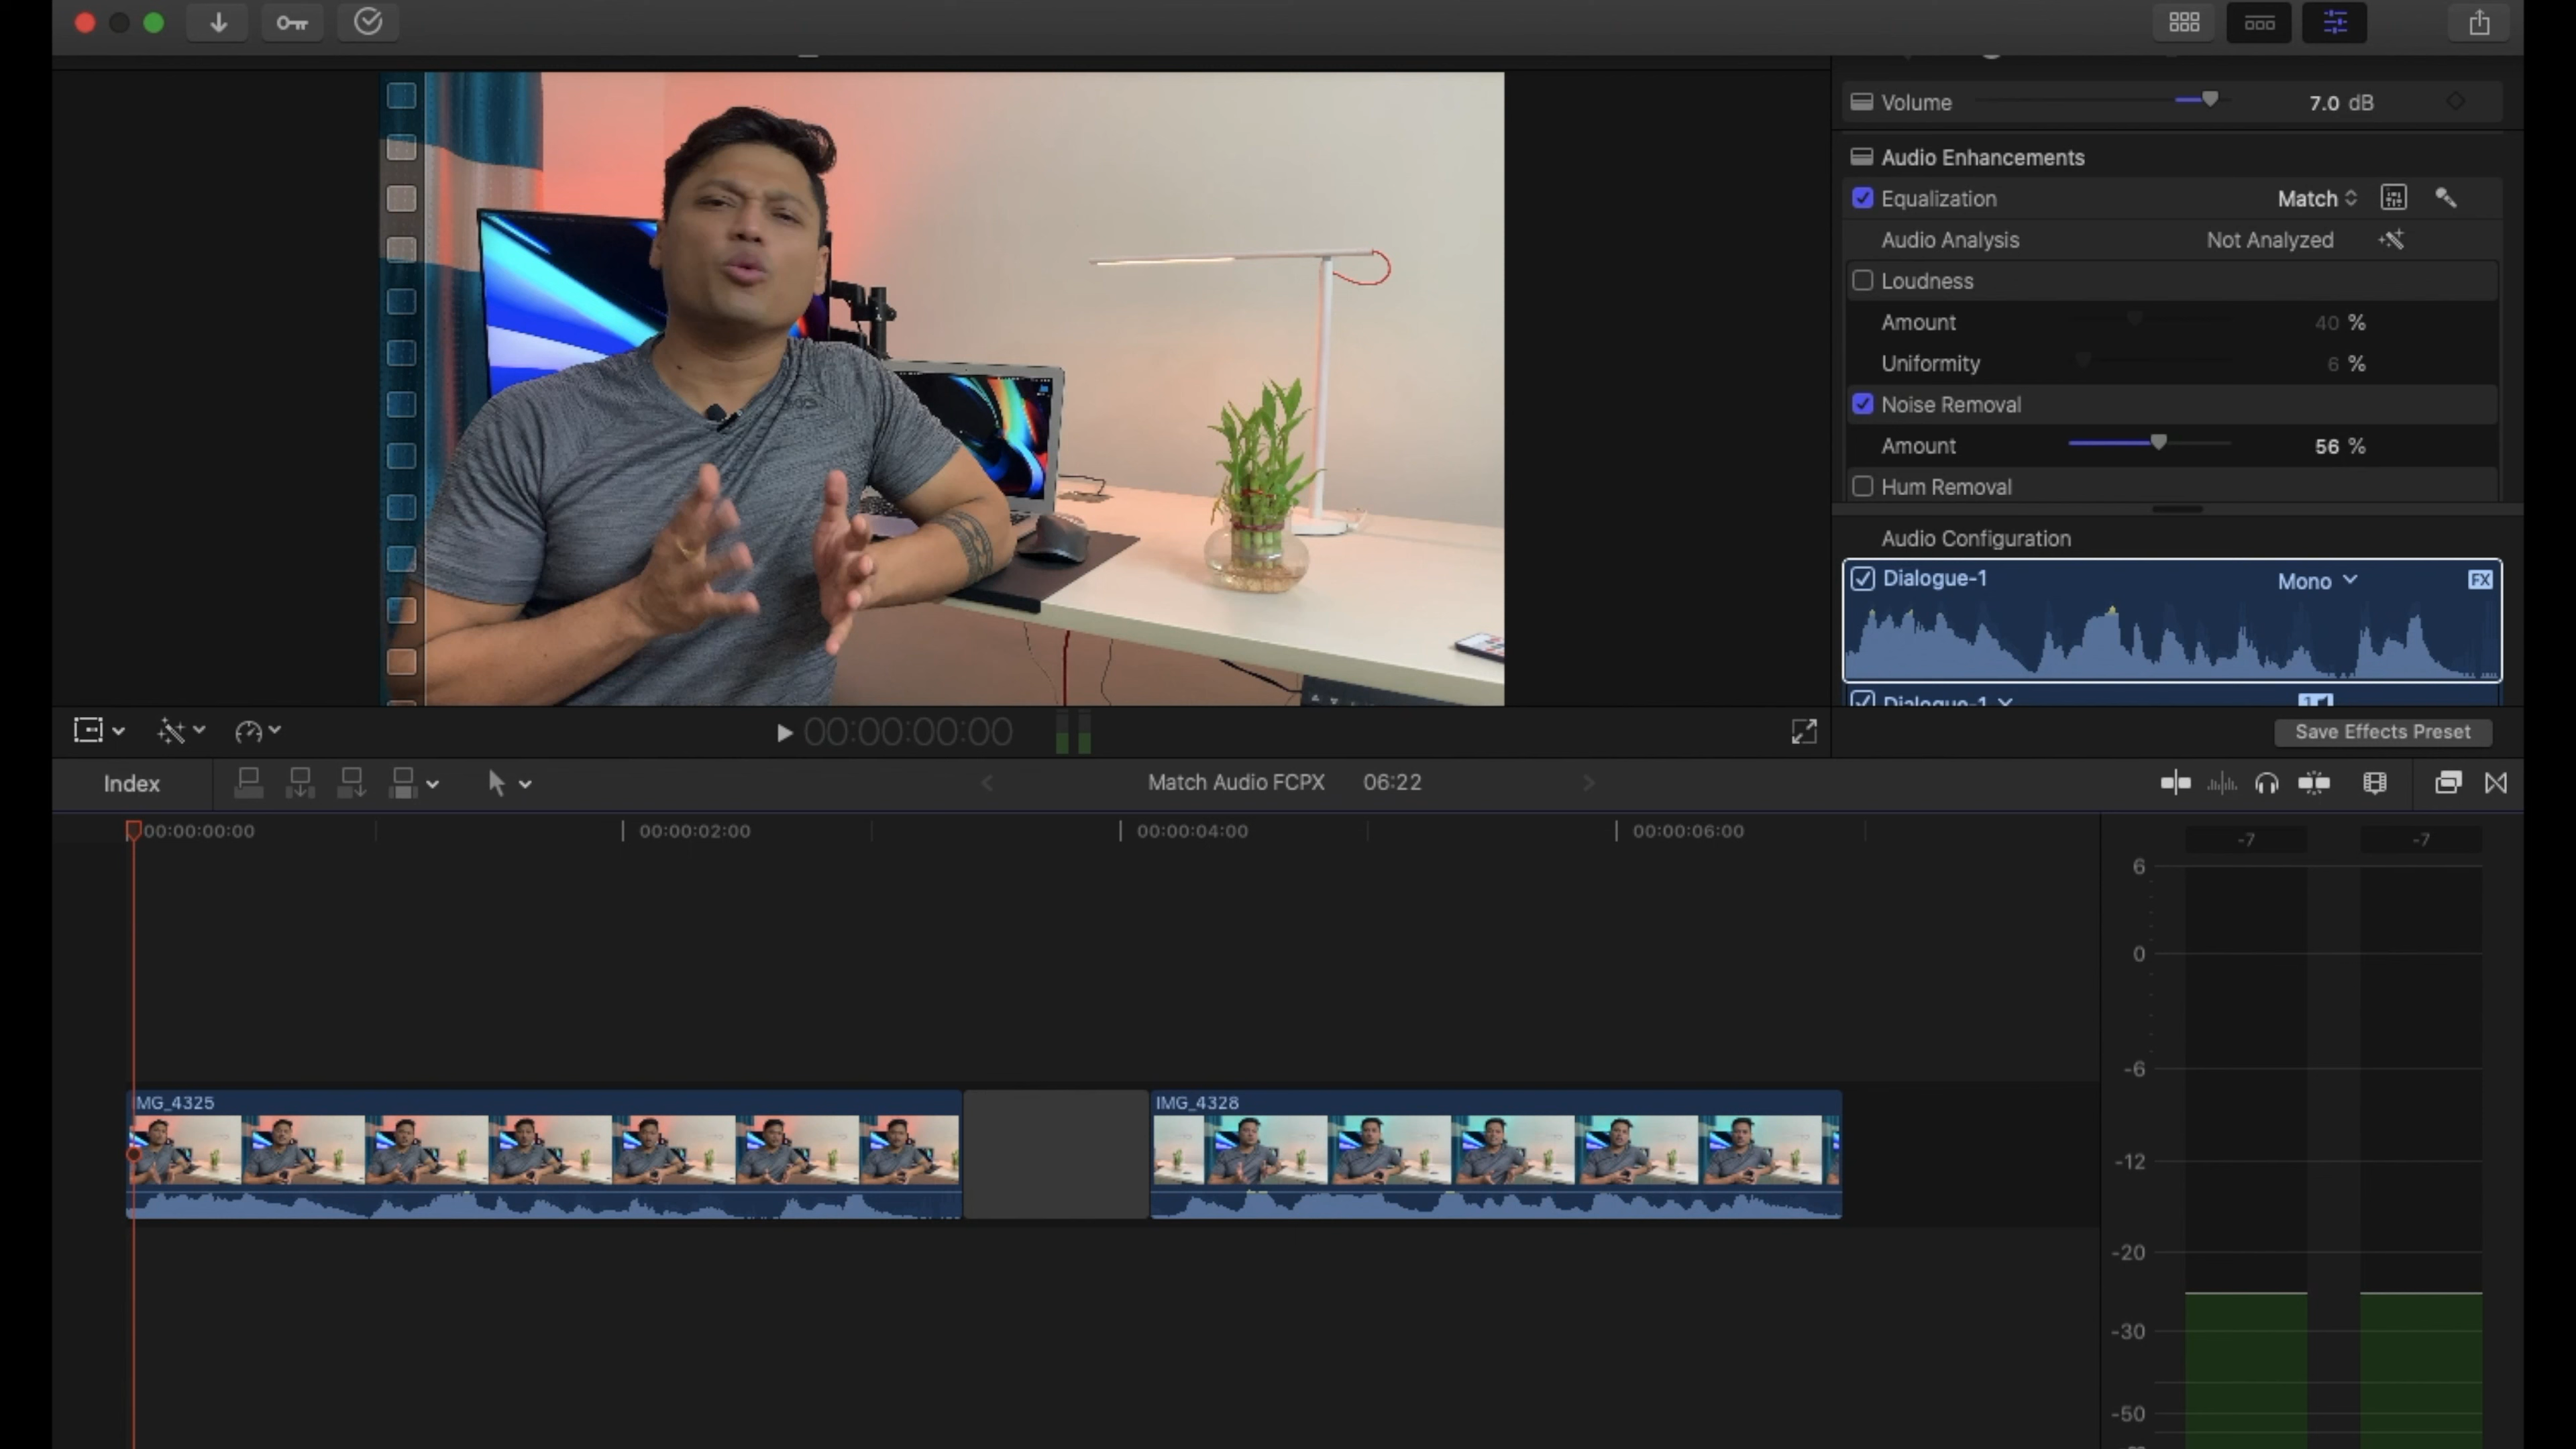 Volume 7.0 dB
Audio Enhancements
Equalization Match
Audio Analysis Not Analyzed
Loudness
Amount 40 %
Uniformity 6 %
Noise Removal
Amount 56 %
Hum Removal
Audio Configuration
Dialogue-1 Mono FX
Dialogue-1
00:00:00:00
Save Effects Preset
Index
Match Audio FCPX 06:22
00:00:00:00 00:00:02:00 00:00:04:00 00:00:06:00
-7 -7
6
0
-6
IMG_4325 IMG_4328
-12
-20
-30
-50